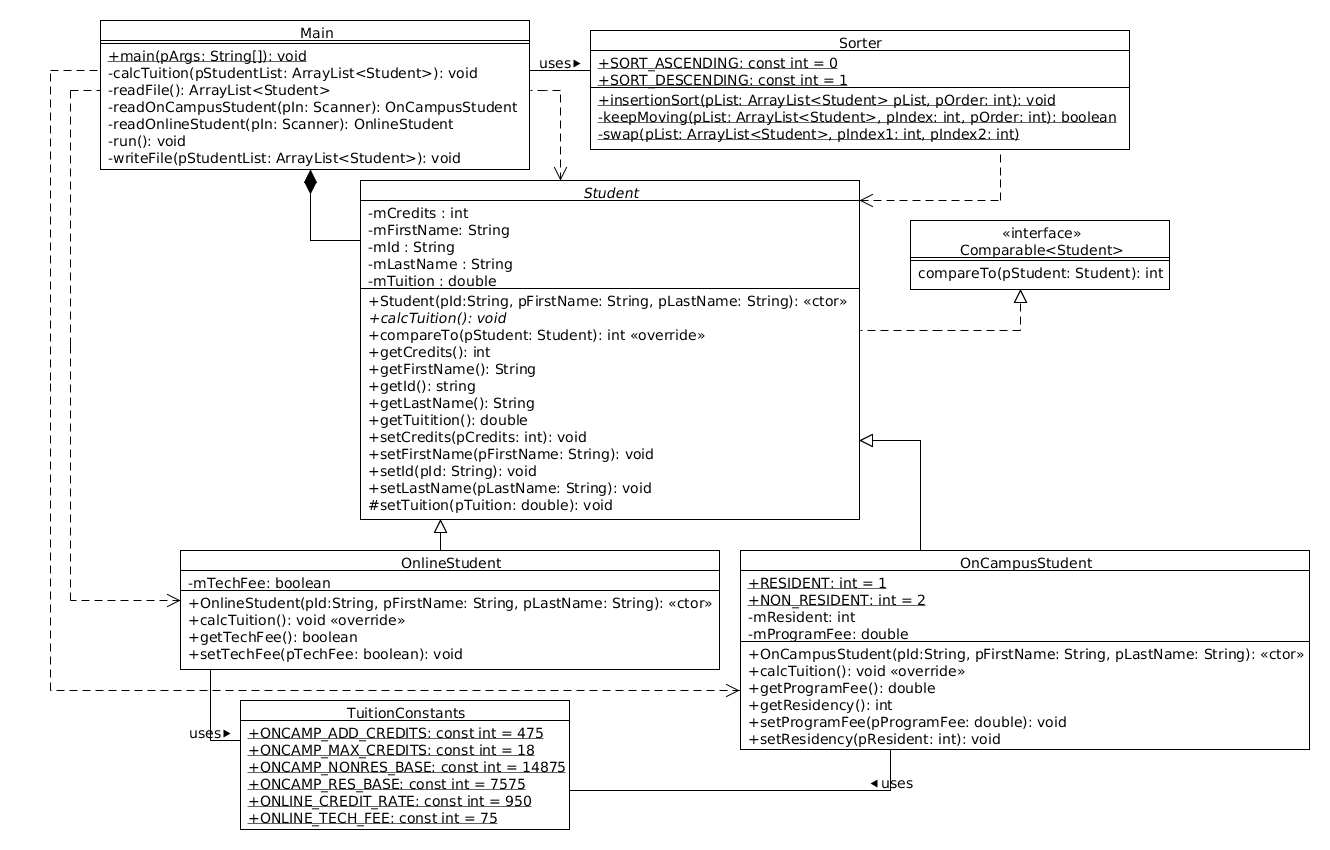 Main
+main(pArgs: String[]): void
-calcTuition(pStudentList: ArrayList<Student>): void
-readFile(): ArrayList<Student>
-readOnCampusStudent(pIn: Scanner): OnCampusStudent
-readOnlineStudent(pIn: Scanner): OnlineStudent
-run(): void
-writeFile(pStudentList: ArrayList<Student>): void
uses►
Sorter
+SORT_ASCENDING: const int = 0
+SORT_DESCENDING: const int = 1
+insertionSort(pList: ArrayList<Student> pList, pOrder: int): void
-keepMoving(pList: ArrayList<Student>, pIndex: int, pOrder: int): boolean
-swap(pList: ArrayList<Student>, pIndex1: int, pIndex2: int)
Student
-mCredits : int
-mFirstName: String
-mId : String
-mLastName : String
-mTuition : double
+Student(pId:String, pFirstName: String, pLastName: String): «ctor»
+calcTuition(): void
+compareTo(pStudent: Student): int «override»
+getCredits(): int
+getFirstName(): String
+getId(): string
+getLastName(): String
+getTuitition(): double
+setCredits(pCredits: int): void
+setFirstName(pFirstName: String): void
+setId(pId: String): void
+setLastName(pLastName: String): void
#setTuition(pTuition: double): void
«interface»
Comparable<Student>
compareTo(pStudent: Student): int
OnlineStudent
-mTechFee: boolean
+OnlineStudent(pId:String, pFirstName: String, pLastName: String): «ctor»
+calcTuition(): void «override»
+getTechFee(): boolean
+setTechFee(pTechFee: boolean): void
OnCampusStudent
+RESIDENT: int = 1
+NON_RESIDENT: int = 2
-mResident: int
-mProgramFee: double
+OnCampusStudent(pId:String, pFirstName: String, pLastName: String): «ctor»
+calcTuition(): void «override»
+getProgramFee(): double
+getResidency(): int
+setProgramFee(pProgramFee: double): void
+setResidency(pResident: int): void
uses►
TuitionConstants
+ONCAMP_ADD_CREDITS: const int = 475
+ONCAMP_MAX_CREDITS: const int = 18
+ONCAMP_NONRES_BASE: const int = 14875
+ONCAMP_RES_BASE: const int = 7575
+ONLINE_CREDIT_RATE: const int = 950
+ONLINE_TECH_FEE: const int = 75
◄uses